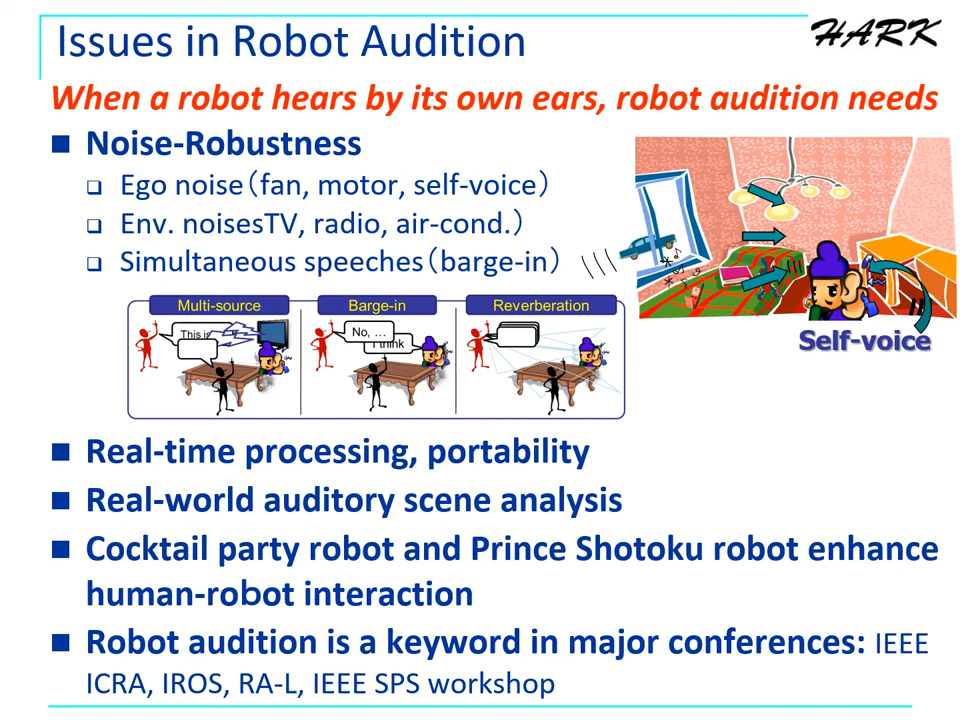 Issues in Robot Audition
HARK
When a robot hears by its own ears, robot audition needs
■ Noise-Robustness
❑ Ego noise（fan, motor, self-voice）
❑ Env. noisesTV, radio, air-cond.）
❑ Simultaneous speeches（barge-in）
Self-voice
Multi-source
This is
Barge-in
No, …
I think
Reverberation
■ Real-time processing, portability
■ Real-world auditory scene analysis
■ Cocktail party robot and Prince Shotoku robot enhance
human-robot interaction
■ Robot audition is a keyword in major conferences: IEEE
ICRA, IROS, RA-L, IEEE SPS workshop